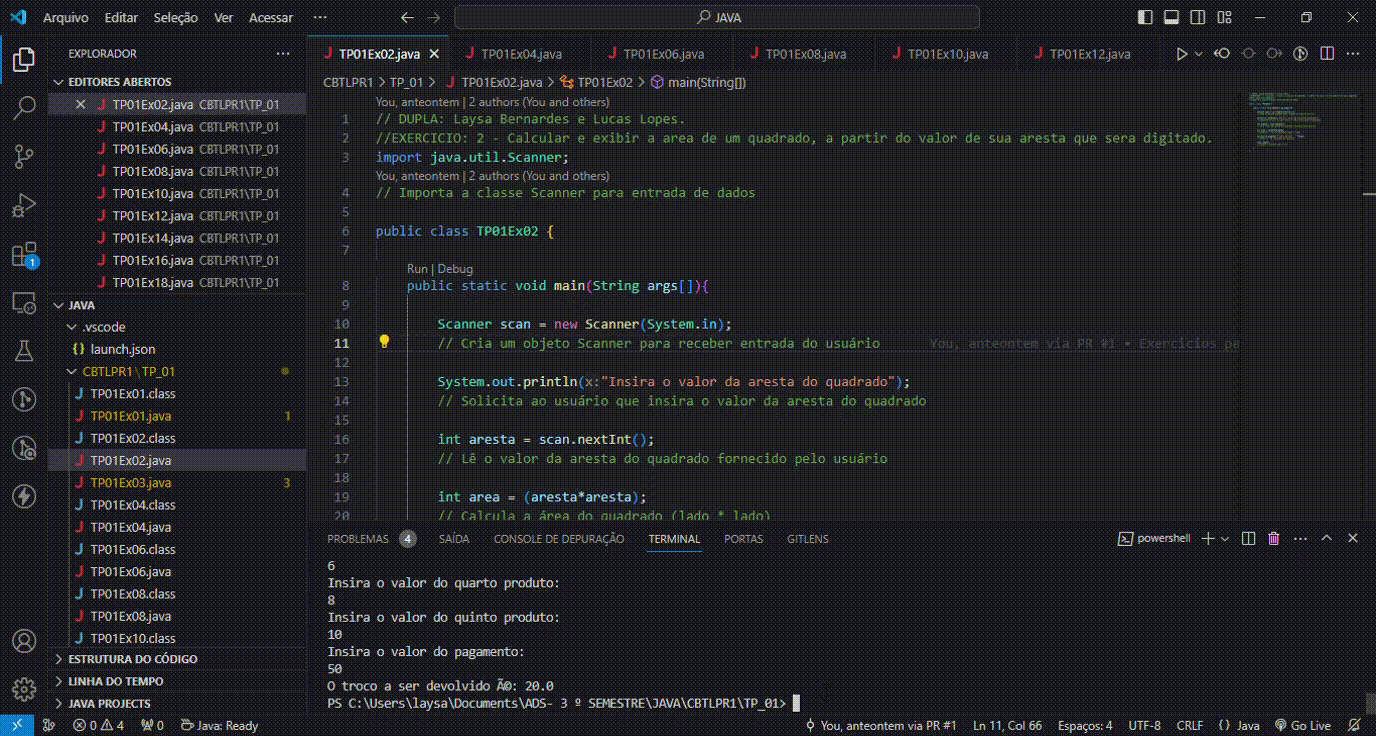 Arquivo Editar Seleção Ver Acessar ··· JAVA
EXPLORADOR ···
EDITORES ABERTOS
TP01Ex02.java CBTLPR1\TP_01
TP01Ex04.java CBTLPR1\TP_01
TP01Ex06.java CBTLPR1\TP_01
TP01Ex08.java CBTLPR1\TP_01
TP01Ex10.java CBTLPR1\TP_01
TP01Ex12.java CBTLPR1\TP_01
TP01Ex14.java CBTLPR1\TP_01
TP01Ex16.java CBTLPR1\TP_01
TP01Ex18.java CBTLPR1\TP_01
1
JAVA
.vscode
{} launch.json
CBTLPR1\TP_01
J TP01Ex01.class
J TP01Ex01.java 1
J TP01Ex02.class
J TP01Ex02.java
J TP01Ex03.java 3
J TP01Ex04.class
J TP01Ex04.java
J TP01Ex06.class
J TP01Ex06.java
J TP01Ex08.class
J TP01Ex08.java
J TP01Ex10.class
ESTRUTURA DO CÓDIGO
LINHA DO TEMPO
JAVA PROJECTS
J TP01Ex02.java J TP01Ex04.java J TP01Ex06.java J TP01Ex08.java J TP01Ex10.java J TP01Ex12.java
CBTLPR1 > TP_01 > J TP01Ex02.java > TP01Ex02 > main(String[])
You, anteontem | 2 authors (You and others)
1 // DUPLA: Laysa Bernardes e Lucas Lopes.
2 //EXERCICIO: 2 - Calcular e exibir a area de um quadrado, a partir do valor de sua aresta que sera digitado.
3 import java.util.Scanner;
You, anteontem | 2 authors (You and others)
4 // Importa a classe Scanner para entrada de dados
5
6 public class TP01Ex02 {
7
Run | Debug
8 public static void main(String args[]){
9
10 Scanner scan = new Scanner(System.in);
11 // Cria um objeto Scanner para receber entrada do usuário You, anteontem via PR #1 • Exercicios pa
12
13 System.out.println(x:"Insira o valor da aresta do quadrado");
14 // Solicita ao usuário que insira o valor da aresta do quadrado
15
16 int aresta = scan.nextInt();
17 // Lê o valor da aresta do quadrado fornecido pelo usuário
18
19 int area = (aresta*aresta);
20 // Calcula a área do quadrado (lado * lado)
PROBLEMAS 4 SAÍDA CONSOLE DE DEPURAÇÃO TERMINAL PORTAS GITLENS powershell
6
Insira o valor do quarto produto:
8
Insira o valor do quinto produto:
10
Insira o valor do pagamento:
50
O troco a ser devolvido Ã©: 20.0
PS C:\Users\laysa\Documents\ADS- 3 º SEMESTRE\JAVA\CBTLPR1\TP_01>
0 4 0 Java: Ready You, anteontem via PR #1 Ln 11, Col 66 Espaços: 4 UTF-8 CRLF {} Java Go Live